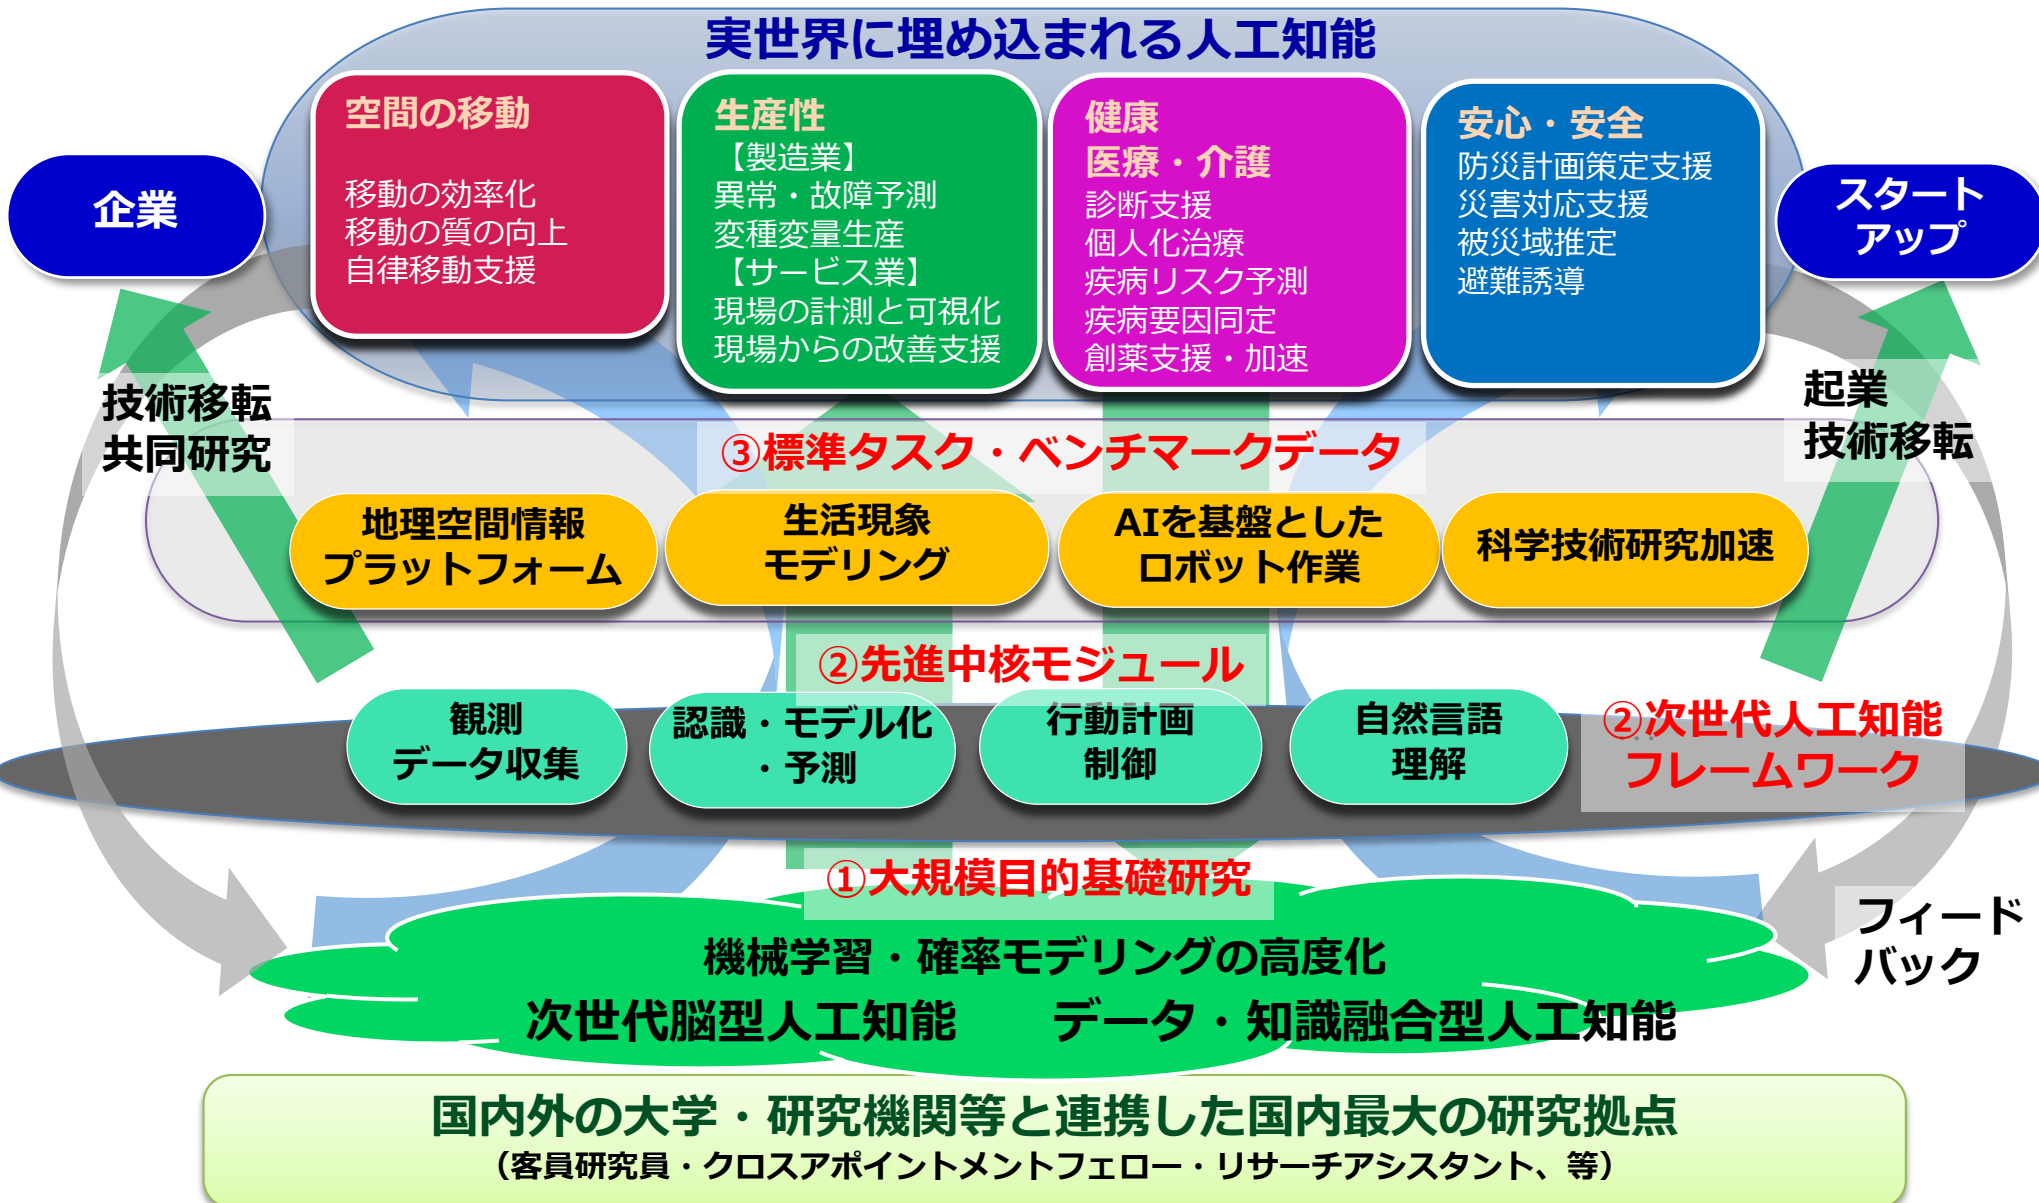 実世界に埋め込まれる人工知能
空間の移動
移動の効率化
移動の質の向上
自律移動支援
生産性
【製造業】
異常・故障予測
変種変量生産
【サービス業】
現場の計測と可視化
現場からの改善支援
健康
医療・介護
診断支援
個人化治療
疾病リスク予測
疾病要因同定
創薬支援・加速
安心・安全
防災計画策定支援
災害対応支援
被災域推定
避難誘導
企業
スタート
アップ
技術移転
共同研究
起業
技術移転
③標準タスク・ベンチマークデータ
地理空間情報
プラットフォーム
生活現象
モデリング
AIを基盤とした
ロボット作業
科学技術研究加速
②先進中核モジュール
観測
データ収集
認識・モデル化
・予測
行動計画
制御
自然言語
理解
・・・
②次世代人工知能
フレームワーク
①大規模目的基礎研究
機械学習・確率モデリングの高度化
次世代脳型人工知能 データ・知識融合型人工知能
フィード
バック
国内外の大学・研究機関等と連携した国内最大の研究拠点
（客員研究員・クロスアポイントメントフェロー・リサーチアシスタント、等）